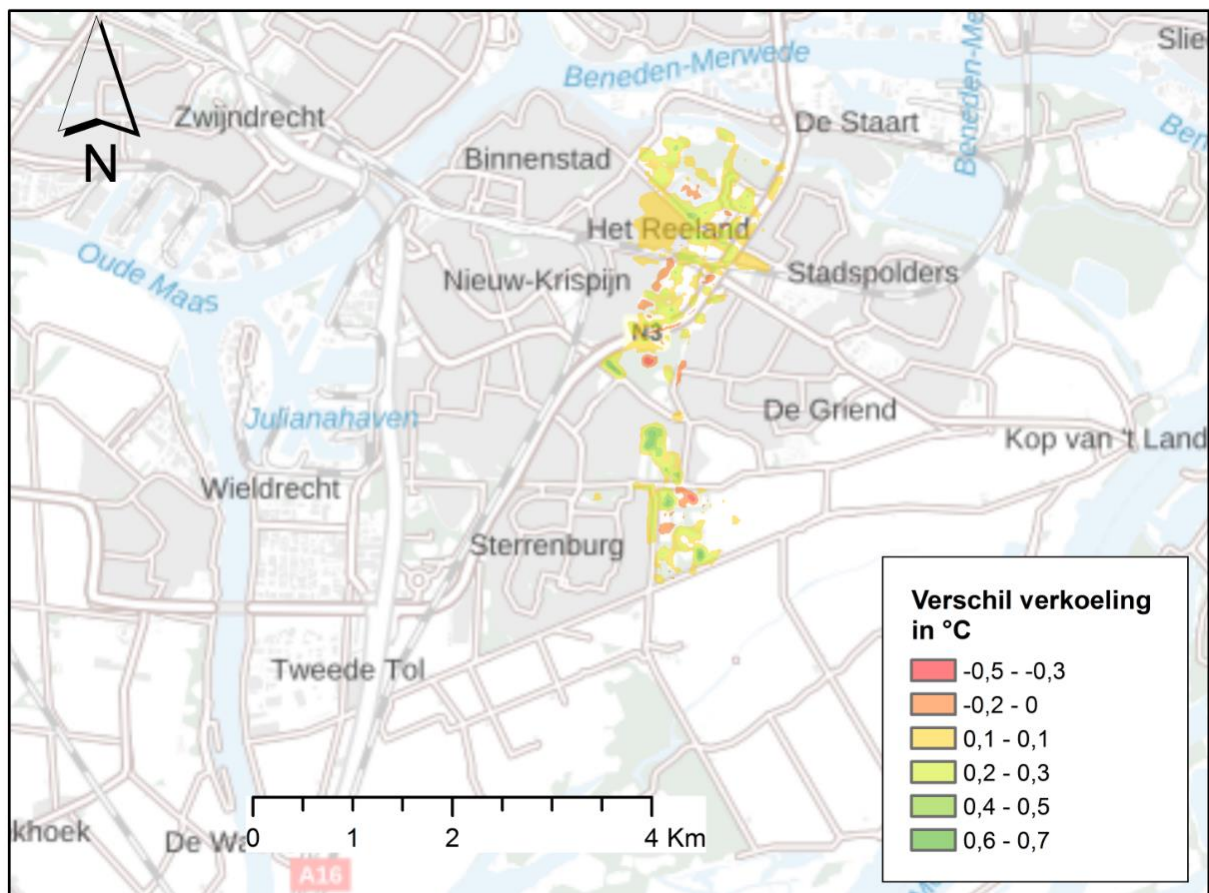 Beneden-Me
Slie
Beneden-Merwede
Zwijndrecht
De Staart
Beneden-Me
Ben
N
Binnenstad
Het Reeland
Oude Maas
Nieuw-Krispijn
Stadspolders
N3
Julianahaven
De Griend
Kop van 't Land
Wieldrecht
Sterrenburg
Tweede Tol
Verschil verkoeling
in °C
-0,5 - -0,3
-0,2 - 0
0,1 - 0,1
0,2 - 0,3
0,4 - 0,5
0,6 - 0,7
0 1 2 4 Km
khoek
De Wa
A16